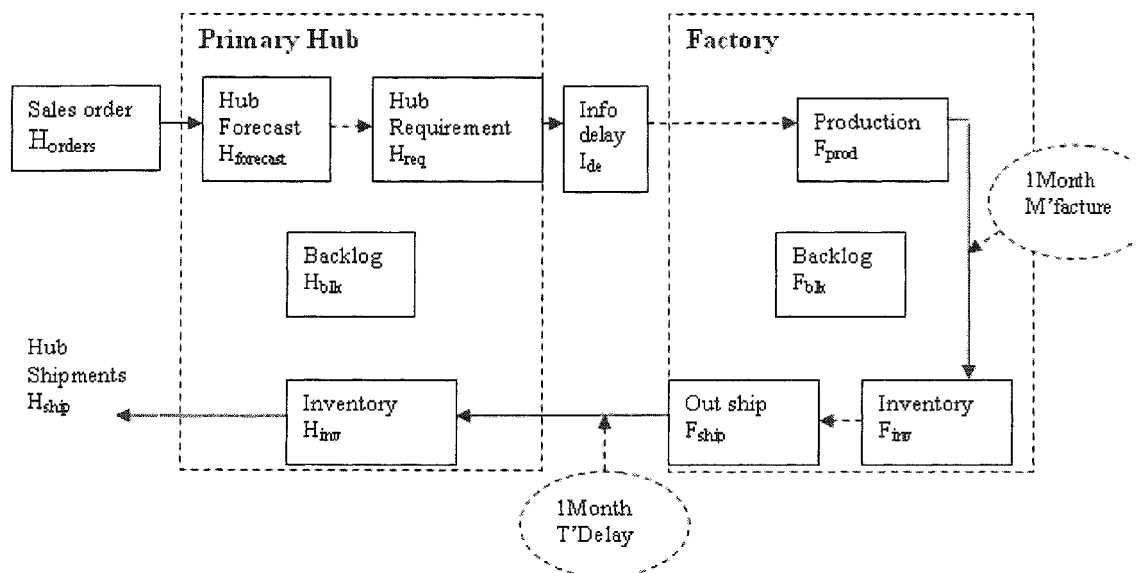 Primary Hub
Factory
Sales order
H_orders
Hub
Forecast
H_forecast
Hub
Requirement
H_req
Info
delay
I_de
Production
F_prod
1Month
M'facture
Backlog
H_blk
Backlog
F_blk
Hub
Shipments
H_ship
Inventory
H_inv
Out ship
F_ship
Inventory
F_inv
1Month
T'Delay